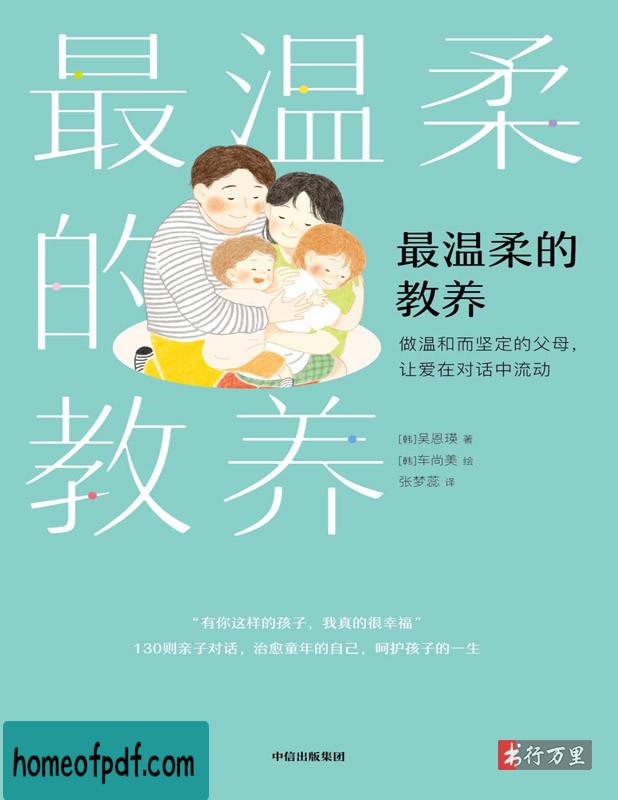 最温柔
的
教养
最温柔的
教养
做温和而坚定的父母，
让爱在对话中流动
[韩]吴恩瑛 著
[韩]车尚美 绘
张梦蕊 译
“有你这样的孩子，我真的很幸福”
130则亲子对话，治愈童年的自己，呵护孩子的一生
中信出版集团
书行万里
homeofpdf.com